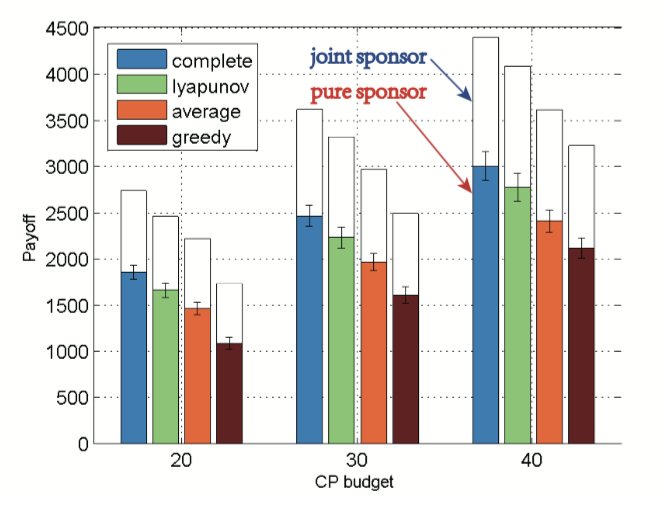 4500
4000
3500
3000
2500
2000
1500
1000
500
0
Payoff
complete
lyapunov
average
greedy
joint sponsor
pure sponsor
20
30
40
CP budget